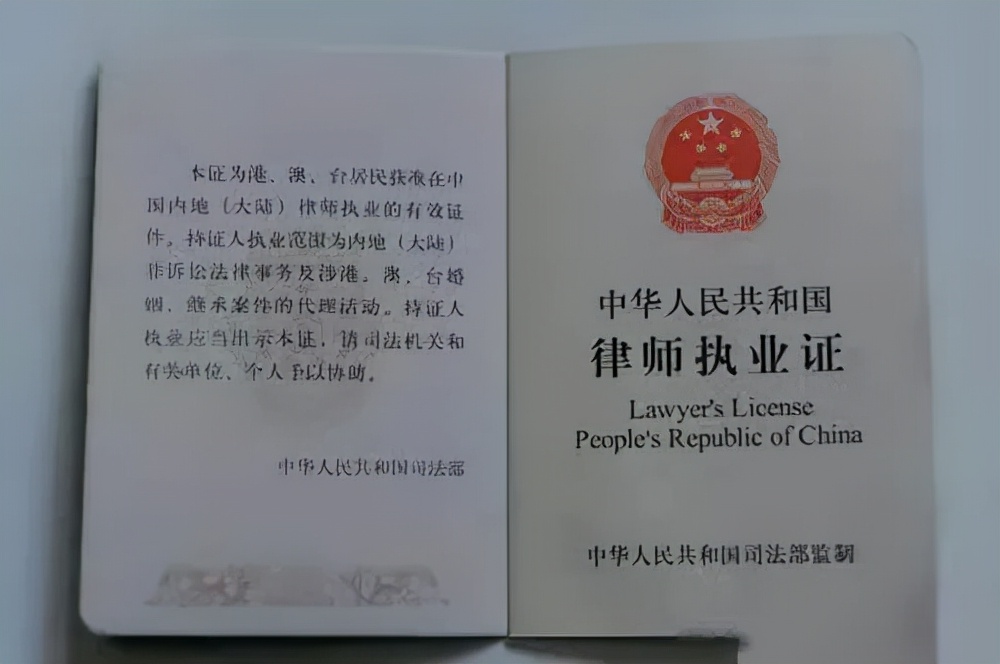 本证为港、澳、台居民获准在中
国内地（大陆）律师执业的有效证
件。持证人执业范围为内地（大陆）
非诉讼法律事务及涉港、澳、台婚
姻、继承案件的代理活动。持证人
执业应当出示本证，请司法机关和
有关单位、个人予以协助。
中华人民共和国司法部
中华人民共和国
律师执业证
Lawyer's License
People's Republic of China
中华人民共和国司法部监制